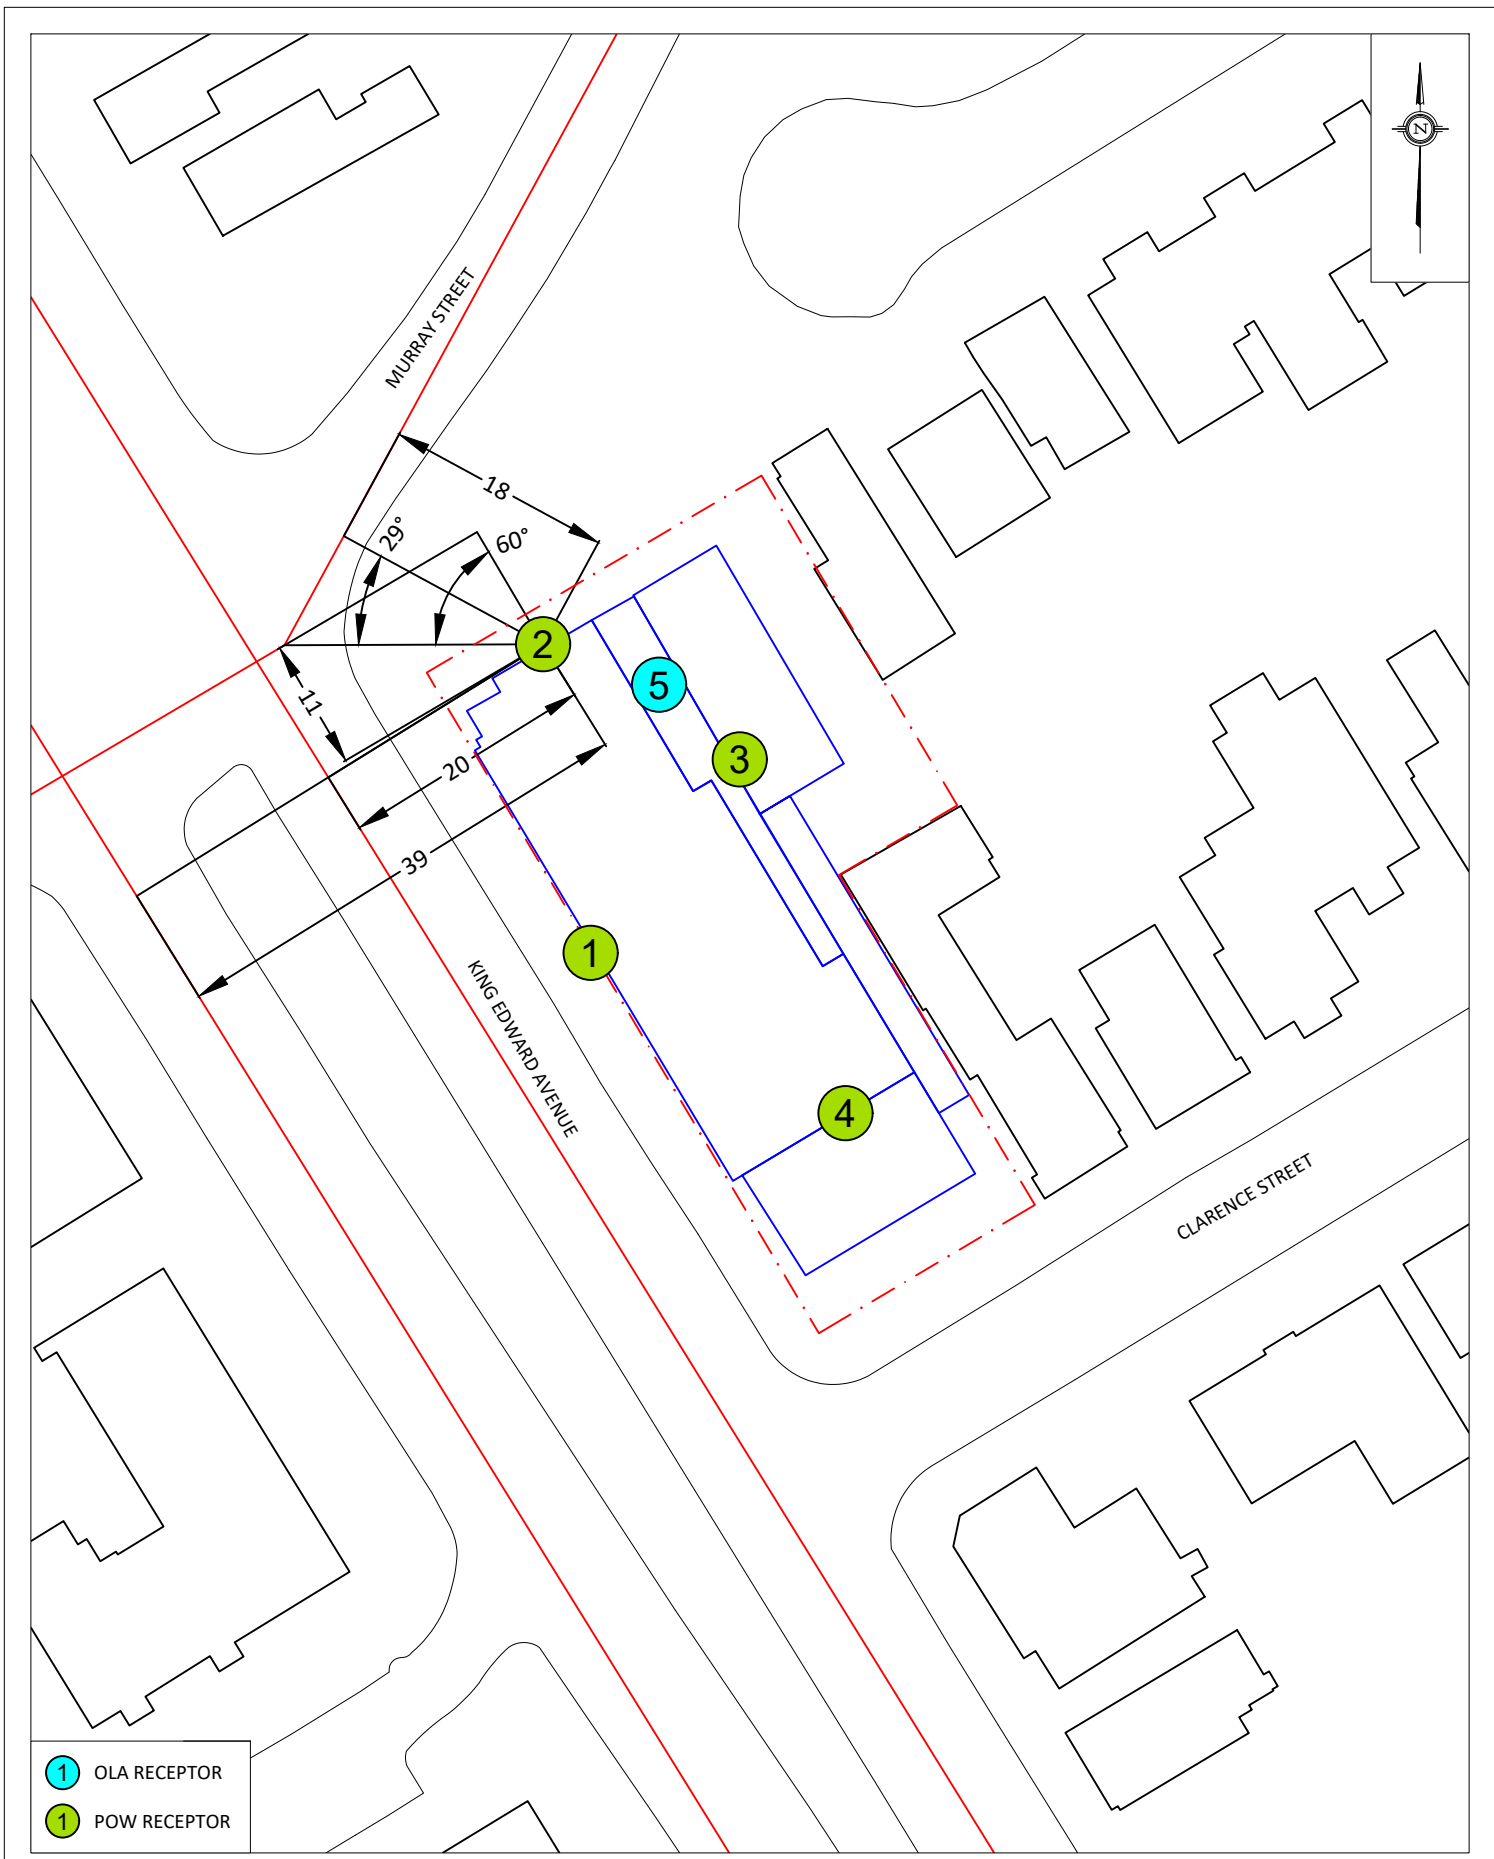 N
MURRAY STREET
18
29°
60°
2
11
5
20
3
39
1
KING EDWARD AVENUE
4
CLARENCE STREET
1 OLA RECEPTOR
1 POW RECEPTOR